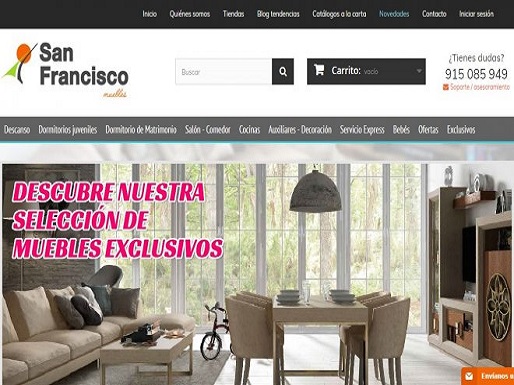 Inicio Quiénes somos Tiendas Blog tendencias Catálogos a la carta Novedades Contacto Iniciar sesión
San
Francisco
muebles
Buscar
Carrito: vacío
¿Tienes dudas?
915 085 949
Soporte / asesoramiento
Descanso Dormitorios juveniles Dormitorio de Matrimonio Salón - Comedor Cocinas Auxiliares - Decoración Servicio Express Bebés Ofertas Exclusivos
DESCUBRE NUESTRA
SELECCIÓN DE
MUEBLES EXCLUSIVOS
Envíanos u